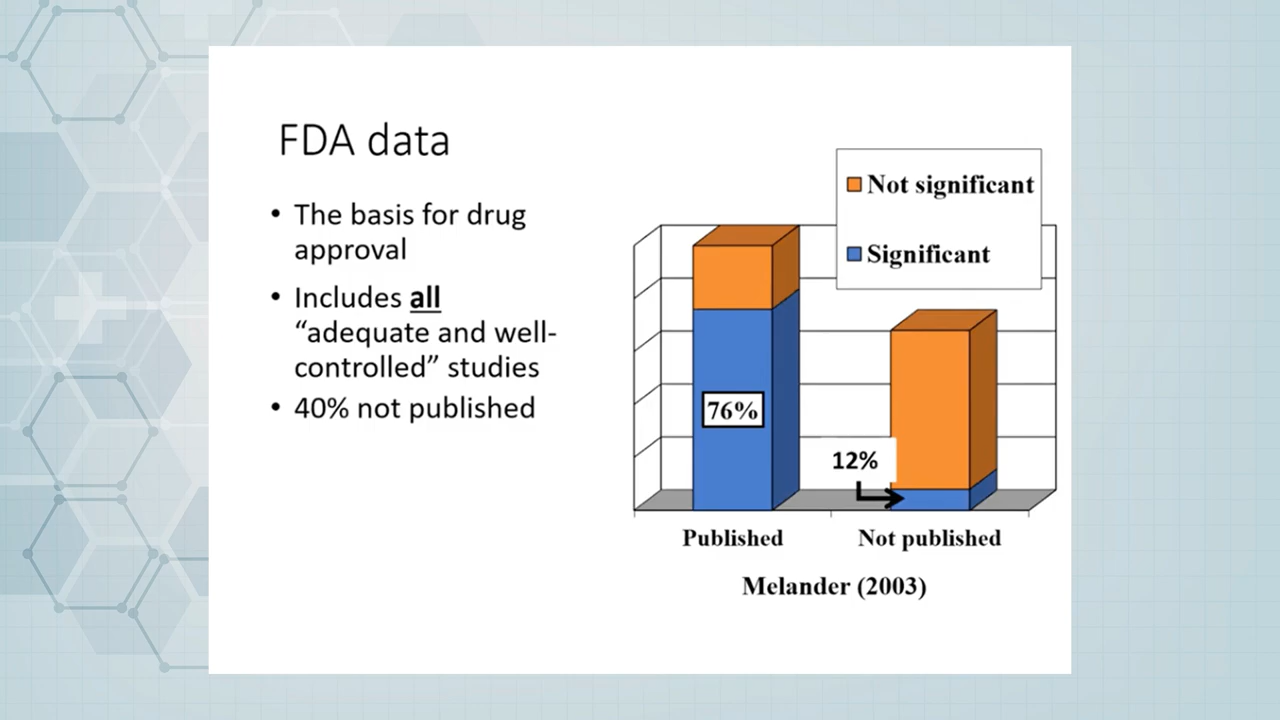 FDA data
• The basis for drug
approval
• Includes all
“adequate and well-
controlled” studies
• 40% not published
Not significant
Significant
76%
12%
Published
Not published
Melander (2003)